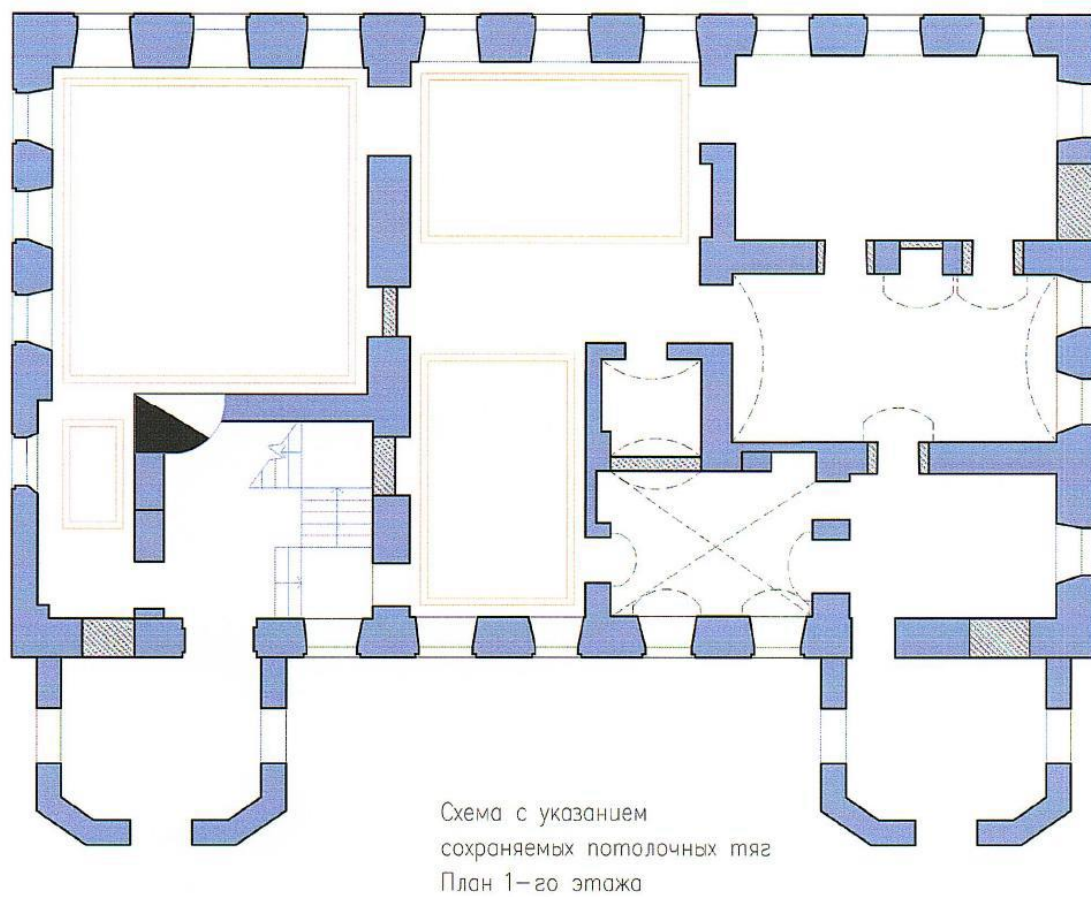 Схема с указанием
сохраняемых потолочных тяг
План 1-го этажа